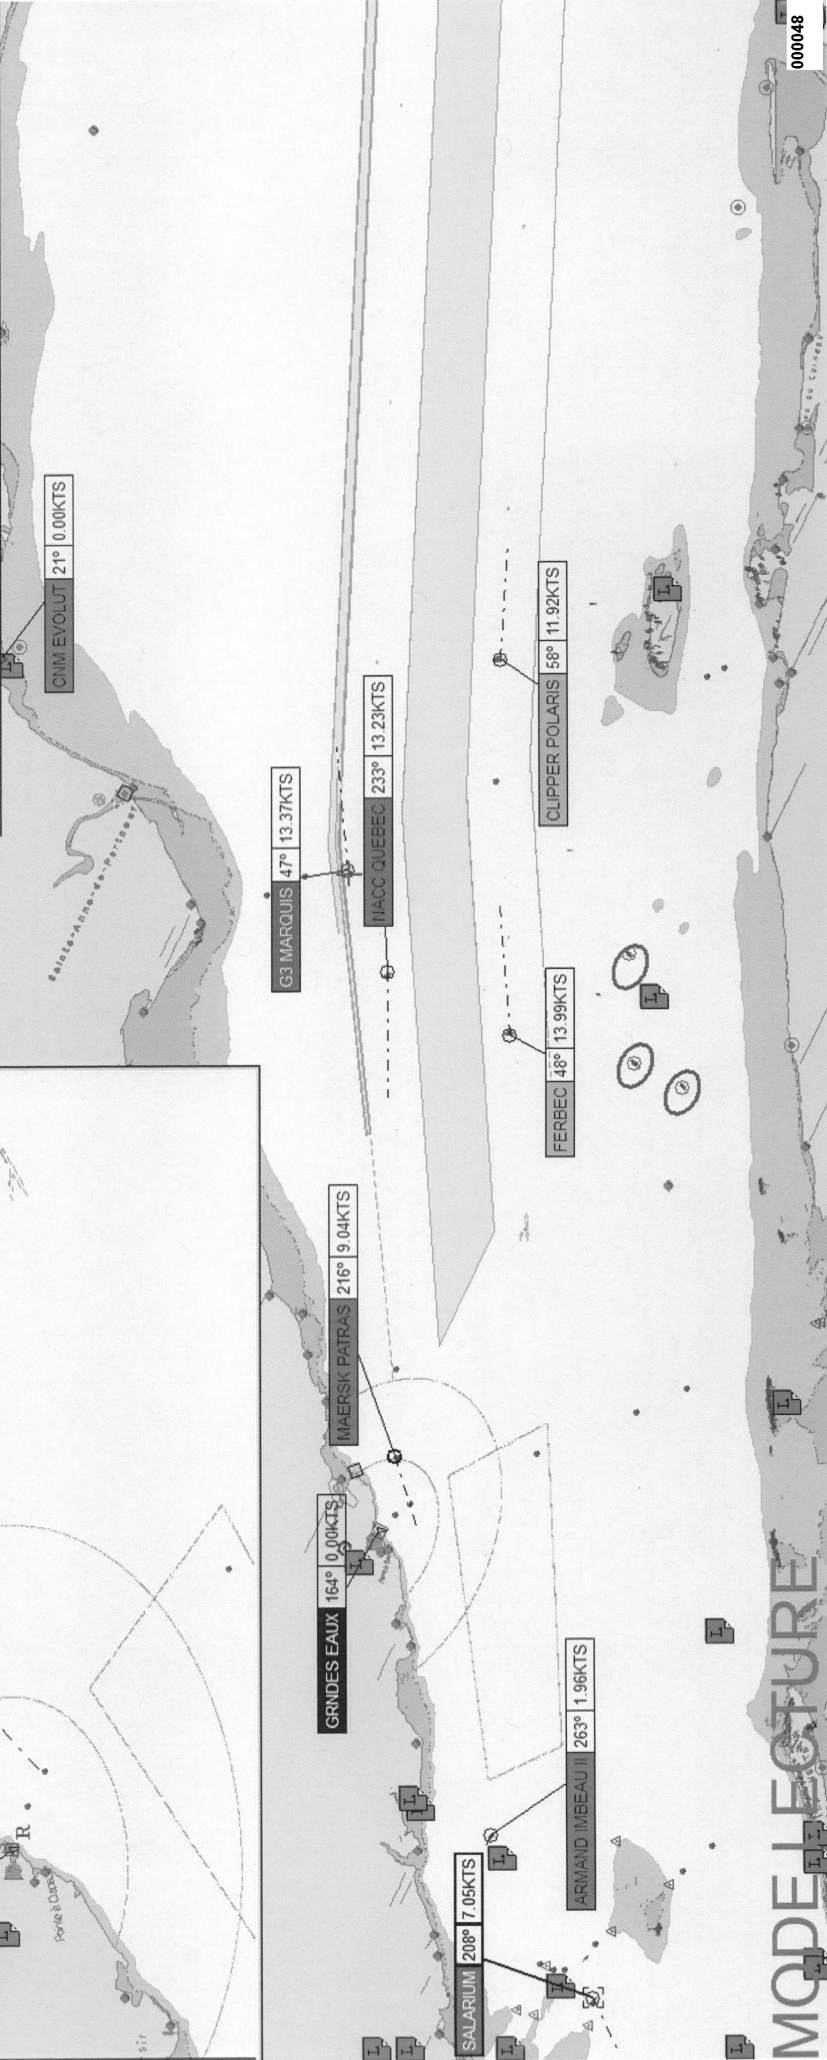 000048
CNM EVOLUT 21° 0.00KTS
Sainte-Anne-de-Portneuf
G3 MARQUIS 47° 13.37KTS
NACC QUEBEC 233° 13.23KTS
CLIPPER POLARIS 58° 11.92KTS
FERBEC 48° 13.99KTS
MAERSK PATRAS 216° 9.04KTS
GRNDES EAUX 164° 0.00KTS
ARMAND IMBEAU II 263° 1.96KTS
SALARIUM 208° 7.05KTS
R
MODE LECTURE